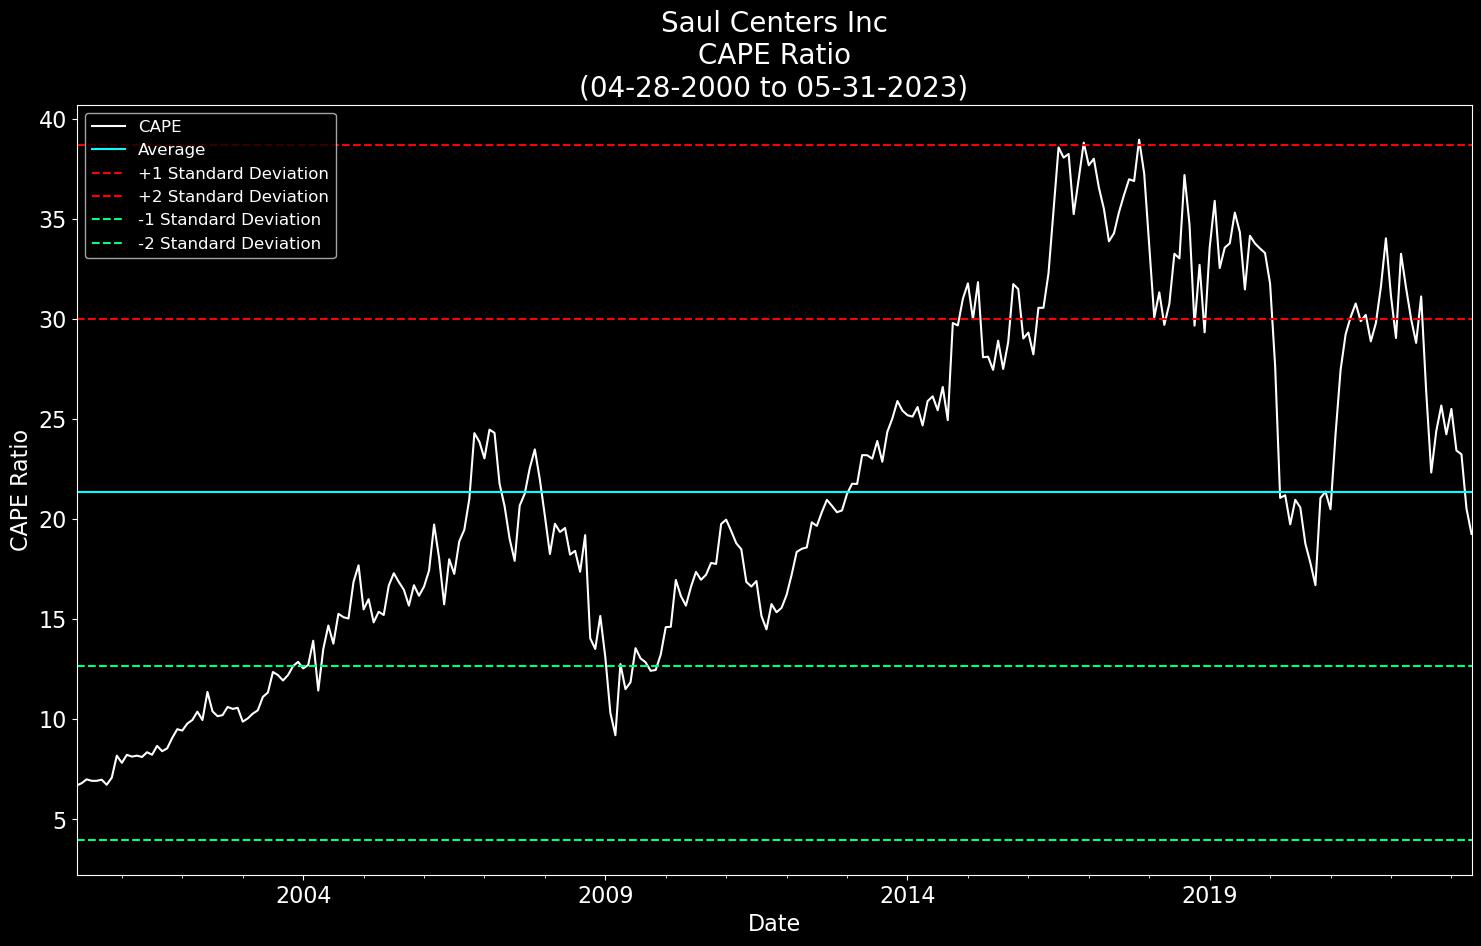 Saul Centers Inc
CAPE Ratio
(04-28-2000 to 05-31-2023)
CAPE
Average
+1 Standard Deviation
+2 Standard Deviation
-1 Standard Deviation
-2 Standard Deviation
40
35
30
25
20
15
10
5
CAPE Ratio
2004 2009 2014 2019
Date